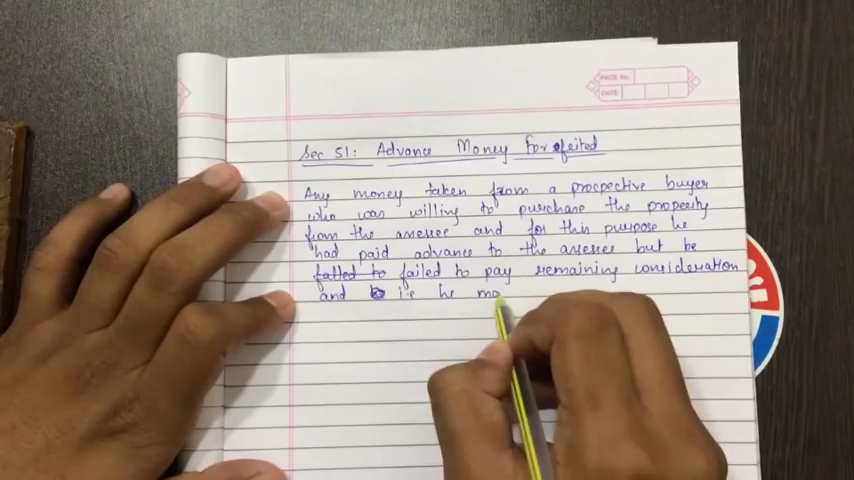 PAGE No.
DATE
Sec 51: Advance Money Forfeited
Any money taken from a prospective buyer
who was willing to purchase the property
from the assessee and for this purpose he
had paid advance to the assessee but be
failed to failed to pay remaining consideration
and i.e he ma